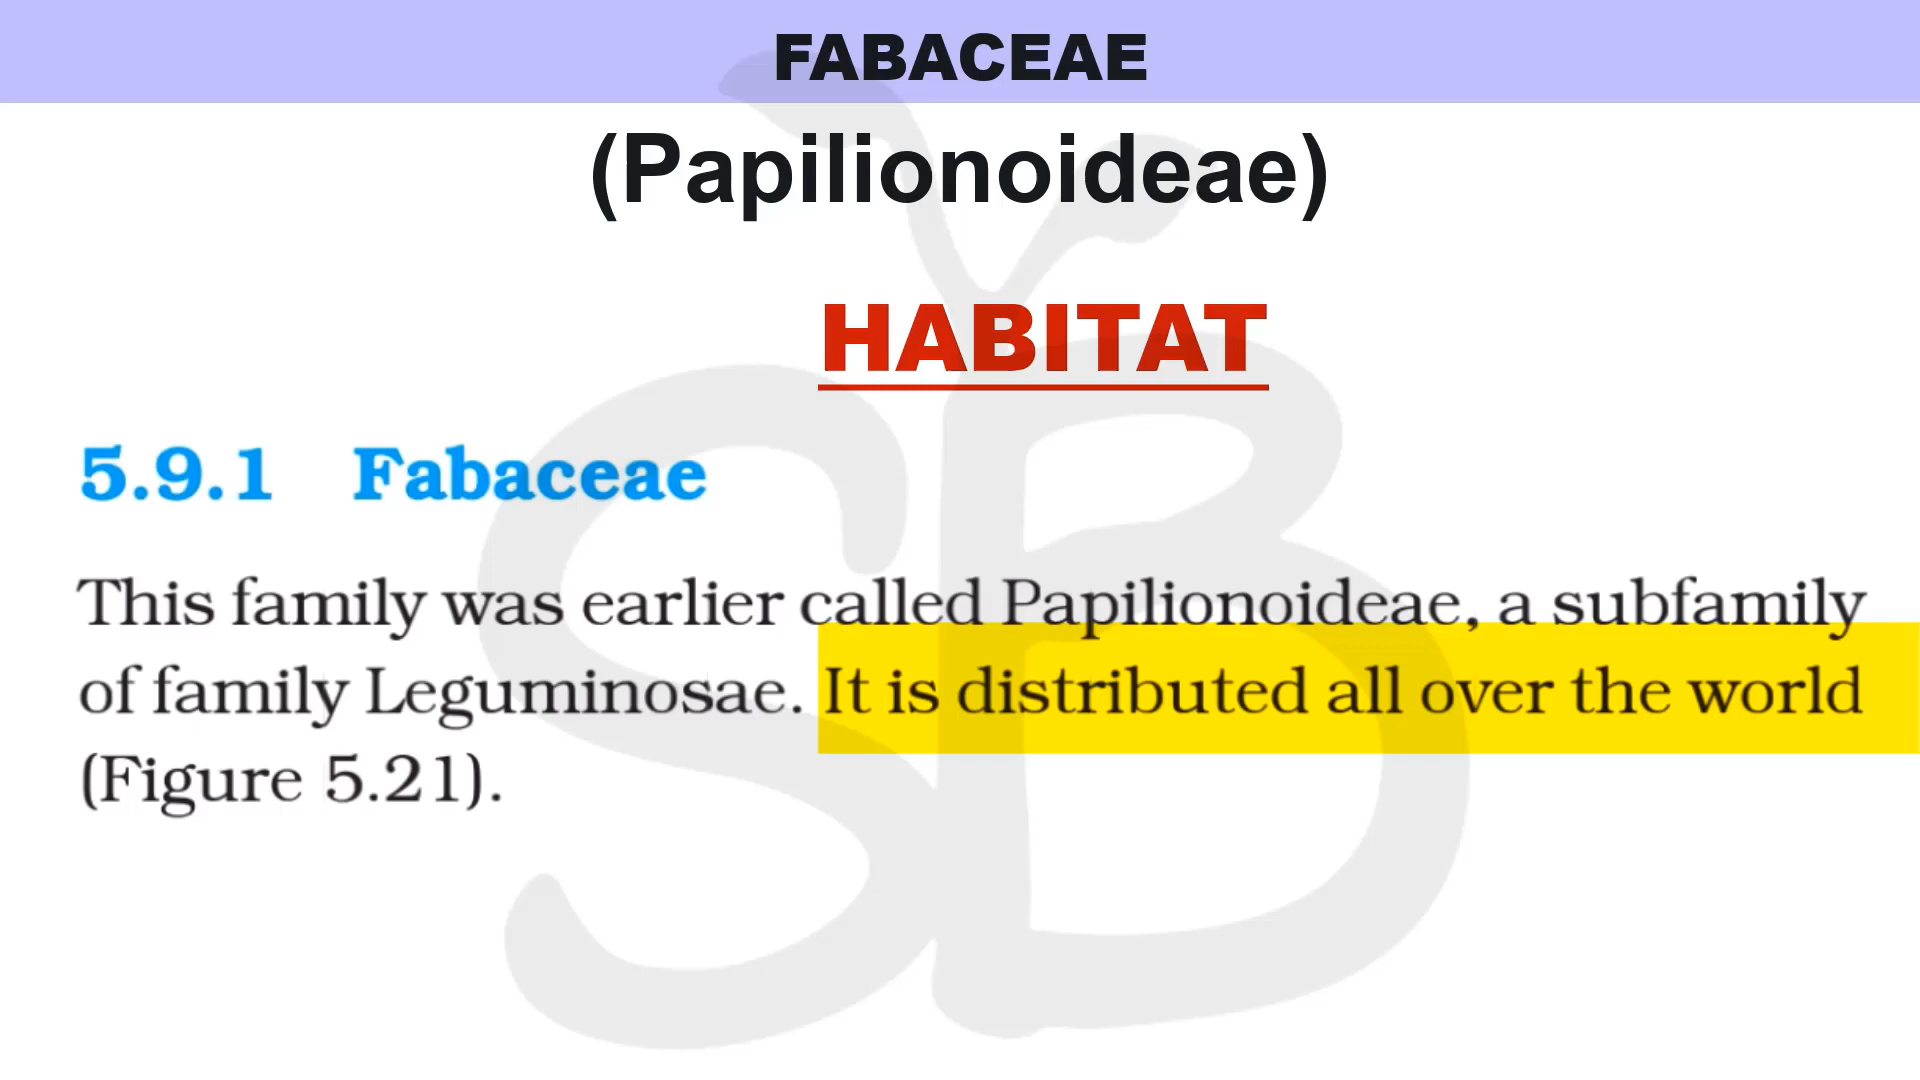 FABACEAE
(Papilionoideae)
HABITAT
5.9.1 Fabaceae
This family was earlier called Papilionoideae, a subfamily
of family Leguminosae. It is distributed all over the world
(Figure 5.21).
SB